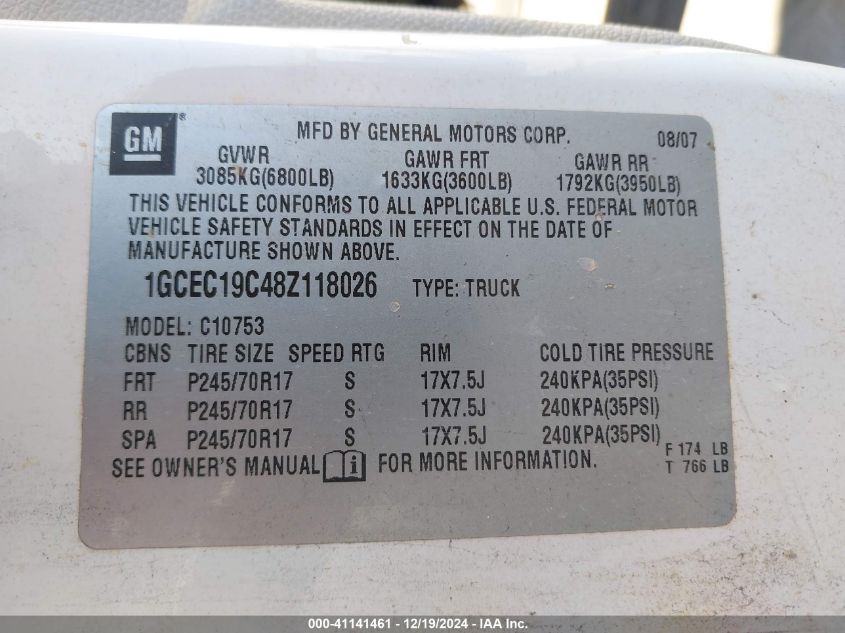 GM MFD BY GENERAL MOTORS CORP. 08/07
GVWR GAWR FRT GAWR RR
3085KG(6800LB) 1633KG(3600LB) 1792KG(3950LB)
THIS VEHICLE CONFORMS TO ALL APPLICABLE U.S. FEDERAL MOTOR
VEHICLE SAFETY STANDARDS IN EFFECT ON THE DATE OF
MANUFACTURE SHOWN ABOVE.
1GCEC19C48Z118026 TYPE: TRUCK
MODEL: C10753
CBNS TIRE SIZE SPEED RTG RIM COLD TIRE PRESSURE
FRT P245/70R17 S 17X7.5J 240KPA(35PSI)
RR P245/70R17 S 17X7.5J 240KPA(35PSI)
SPA P245/70R17 S 17X7.5J 240KPA(35PSI)
SEE OWNER'S MANUAL i FOR MORE INFORMATION. F 174 LB
T 766 LB
000-41141461 - 12/19/2024 - IAA Inc.